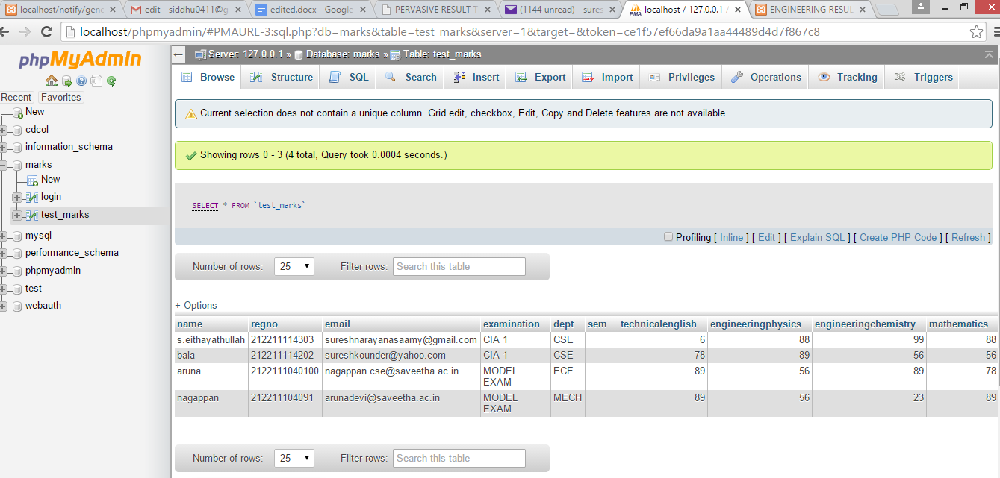 localhost/notify/gene
edit - siddhu0411@g
edited.docx - Google
PERVASIVE RESULT T
(1144 unread) - sures
localhost / 127.0.0.1 /
ENGINEERING RESUL
localhost/phpmyadmin/#PMAURL-3:sql.php?db=marks&table=test_marks&server=1&target=&token=ce1f57ef66da9a1aa44489d4d7f867c8
phpMyAdmin
Recent Favorites
New
cdcol
information_schema
marks
New
login
test_marks
mysql
performance_schema
phpmyadmin
test
webauth
Server: 127.0.0.1 » Database: marks » Table: test_marks
Browse Structure SQL Search Insert Export Import Privileges Operations Tracking Triggers
Current selection does not contain a unique column. Grid edit, checkbox, Edit, Copy and Delete features are not available.
Showing rows 0 - 3 (4 total, Query took 0.0004 seconds.)
SELECT * FROM `test_marks`
Profiling [ Inline ] [ Edit ] [ Explain SQL ] [ Create PHP Code ] [ Refresh ]
Number of rows: 25 Filter rows: Search this table
+ Options
name regno email examination dept sem technicalenglish engineeringphysics engineeringchemistry mathematics
s.eithayathullah 212211114303 sureshnarayanasaamy@gmail.com CIA 1 CSE 6 88 99 88
bala 212211114202 sureshkounder@yahoo.com CIA 1 CSE 78 89 56 56
aruna 2122111040100 nagappan.cse@saveetha.ac.in MODEL EXAM ECE 89 56 89 78
nagappan 212211104091 arunadevi@saveetha.ac.in MODEL EXAM MECH 89 56 23 89
Number of rows: 25 Filter rows: Search this table